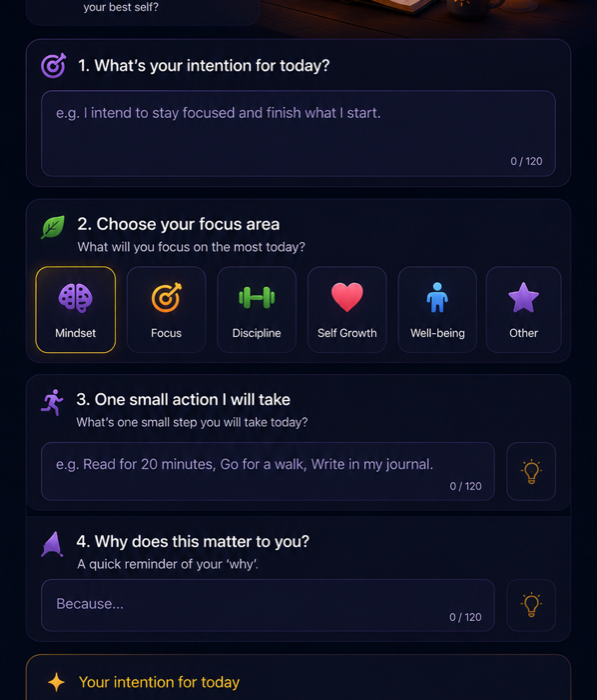 your best self?
1. What's your intention for today?
e.g. I intend to stay focused and finish what I start.
0 / 120
2. Choose your focus area
What will you focus on the most today?
Mindset
Focus
Discipline
Self Growth
Well-being
Other
3. One small action I will take
What's one small step you will take today?
e.g. Read for 20 minutes, Go for a walk, Write in my journal.
0 / 120
4. Why does this matter to you?
A quick reminder of your ‘why’.
Because...
0 / 120
Your intention for today